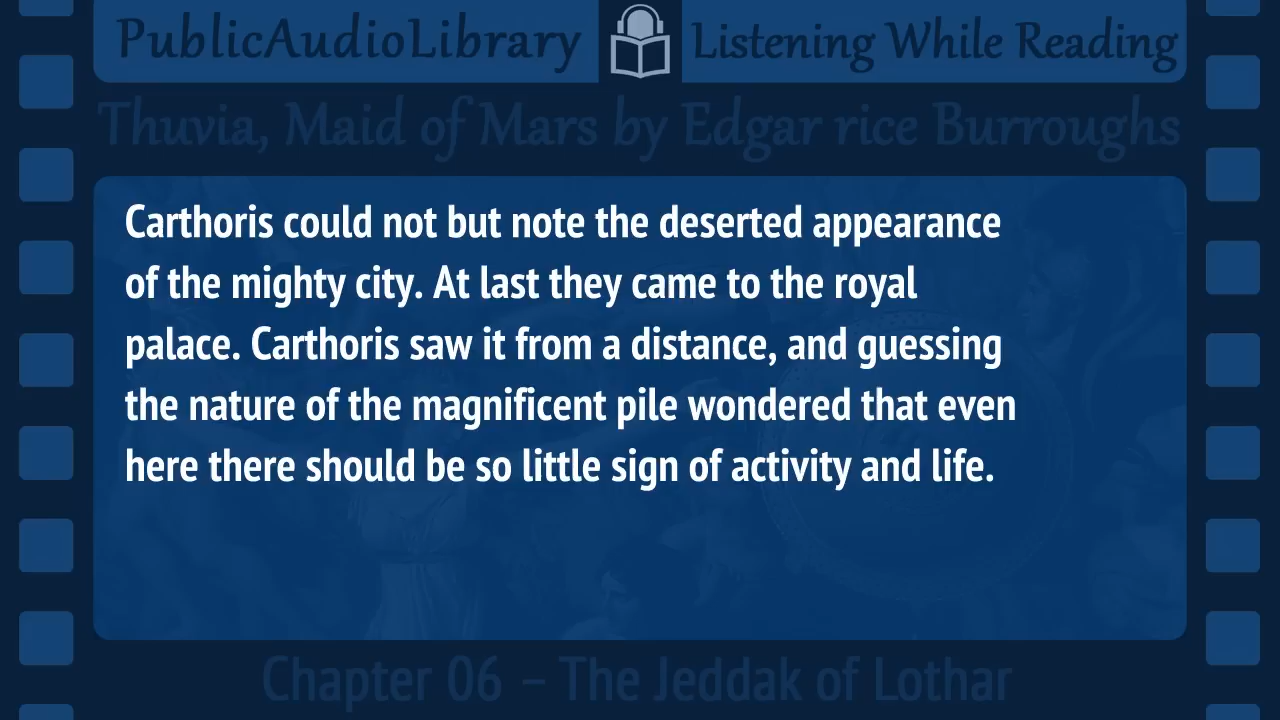 PublicAudioLibrary Listening While Reading
Thuvia, Maid of Mars by Edgar rice Burroughs
Carthoris could not but note the deserted appearance
of the mighty city. At last they came to the royal
palace. Carthoris saw it from a distance, and guessing
the nature of the magnificent pile wondered that even
here there should be so little sign of activity and life.
Chapter 06 – The Jeddak of Lothar